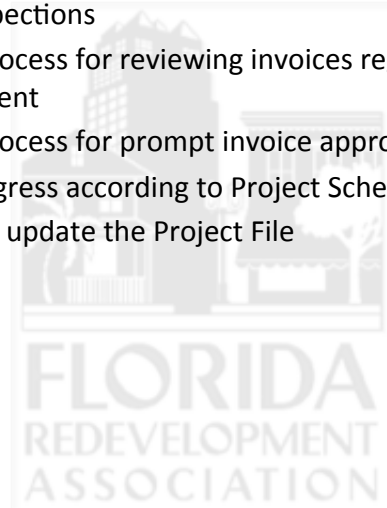 pections
ocess for reviewing invoices re
ent
ocess for prompt invoice appro
gress according to Project Sche
update the Project File
FLORIDA
REDEVELOPMENT
ASSOCIATION